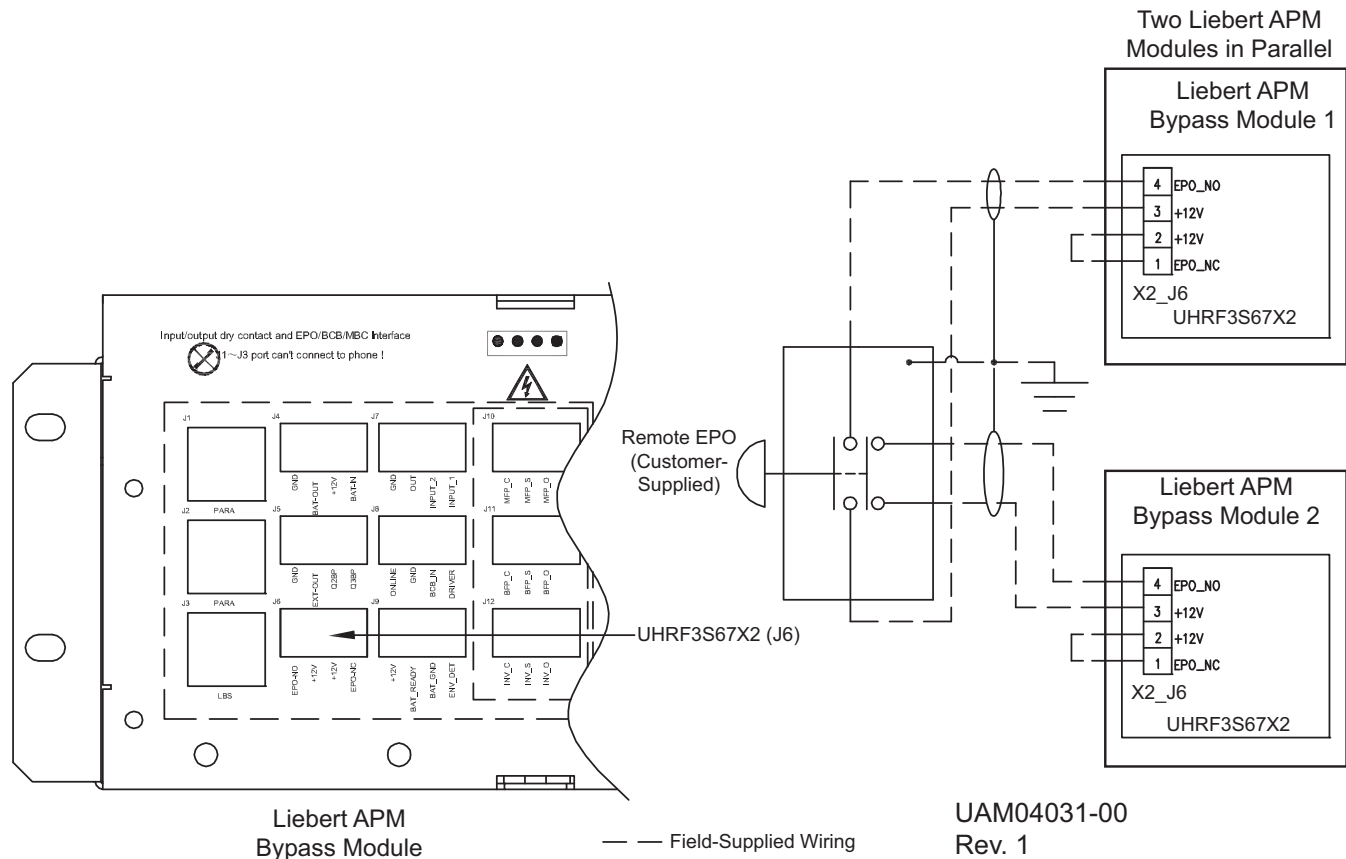 Two Liebert APM
Modules in Parallel
Liebert APM
Bypass Module 1
4 EPO_NO
3 +12V
2 +12V
1 EPO_NC
X2_J6
UHRF3S67X2
Input/output dry contact and EPO/BCB/MBC Interface
J1~J3 port can't connect to phone !
J1
J4
J7
J10
GND
BAT-OUT
+12V
BAT-IN
GND
OUT
INPUT_2
INPUT_1
MFP_C
MFP_S
MFP_O
J2
PARA
J5
J8
J11
GND
EXT-OUT
Q2BP
Q3BP
ONLINE
GND
BCB_IN
DRIVER
BFP_C
BFP_S
BFP_O
J3
PARA
J6
J9
J12
LBS
EPO-NO
+12V
+12V
EPO-NC
+12V
BAT_READY
BAT_GND
ENV_DET
INV_C
INV_S
INV_O
UHRF3S67X2 (J6)
Remote EPO
(Customer-
Supplied)
Liebert APM
Bypass Module 2
4 EPO_NO
3 +12V
2 +12V
1 EPO_NC
X2_J6
UHRF3S67X2
Liebert APM
Bypass Module
Field-Supplied Wiring
UAM04031-00
Rev. 1